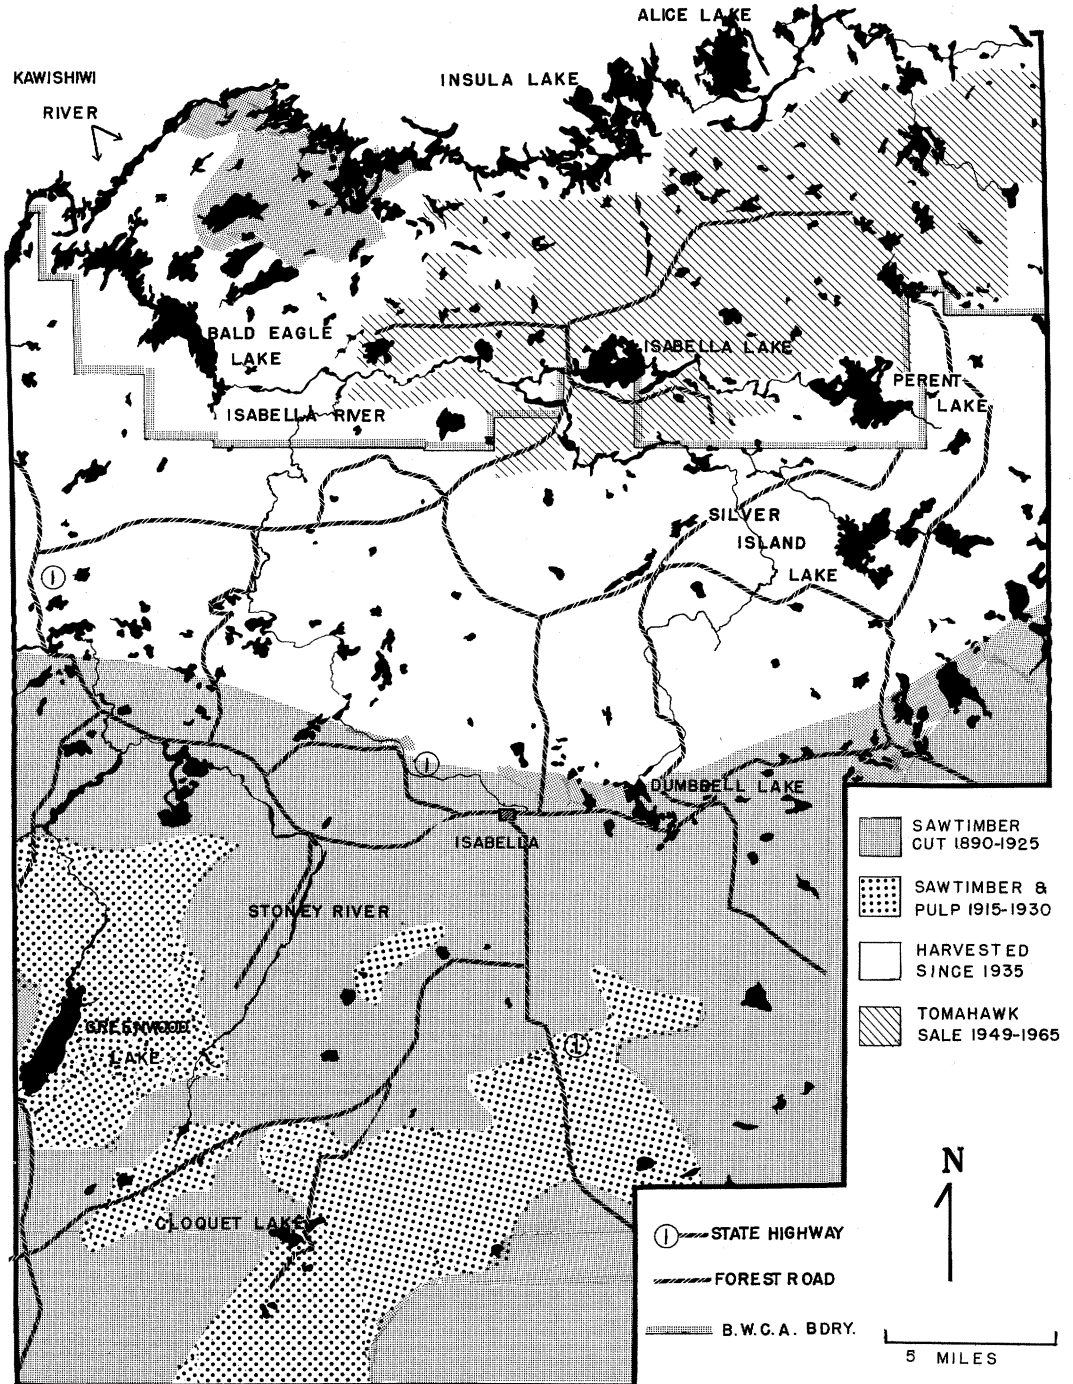 ALICE LAKE
KAWISHIWI
RIVER
INSULA LAKE
BALD EAGLE
LAKE
ISABELLA LAKE
PERENT
LAKE
ISABELLA RIVER
SILVER
ISLAND
LAKE
1
1
DUMBBELL LAKE
ISABELLA
STONEY RIVER
GREENWOOD
LAKE
1
CLOQUET LAKE
SAWTIMBER
CUT 1890-1925
SAWTIMBER &
PULP 1915-1930
HARVESTED
SINCE 1935
TOMAHAWK
SALE 1949-1965
N
1 STATE HIGHWAY
FOREST ROAD
B.W.C.A. BDRY.
5 MILES